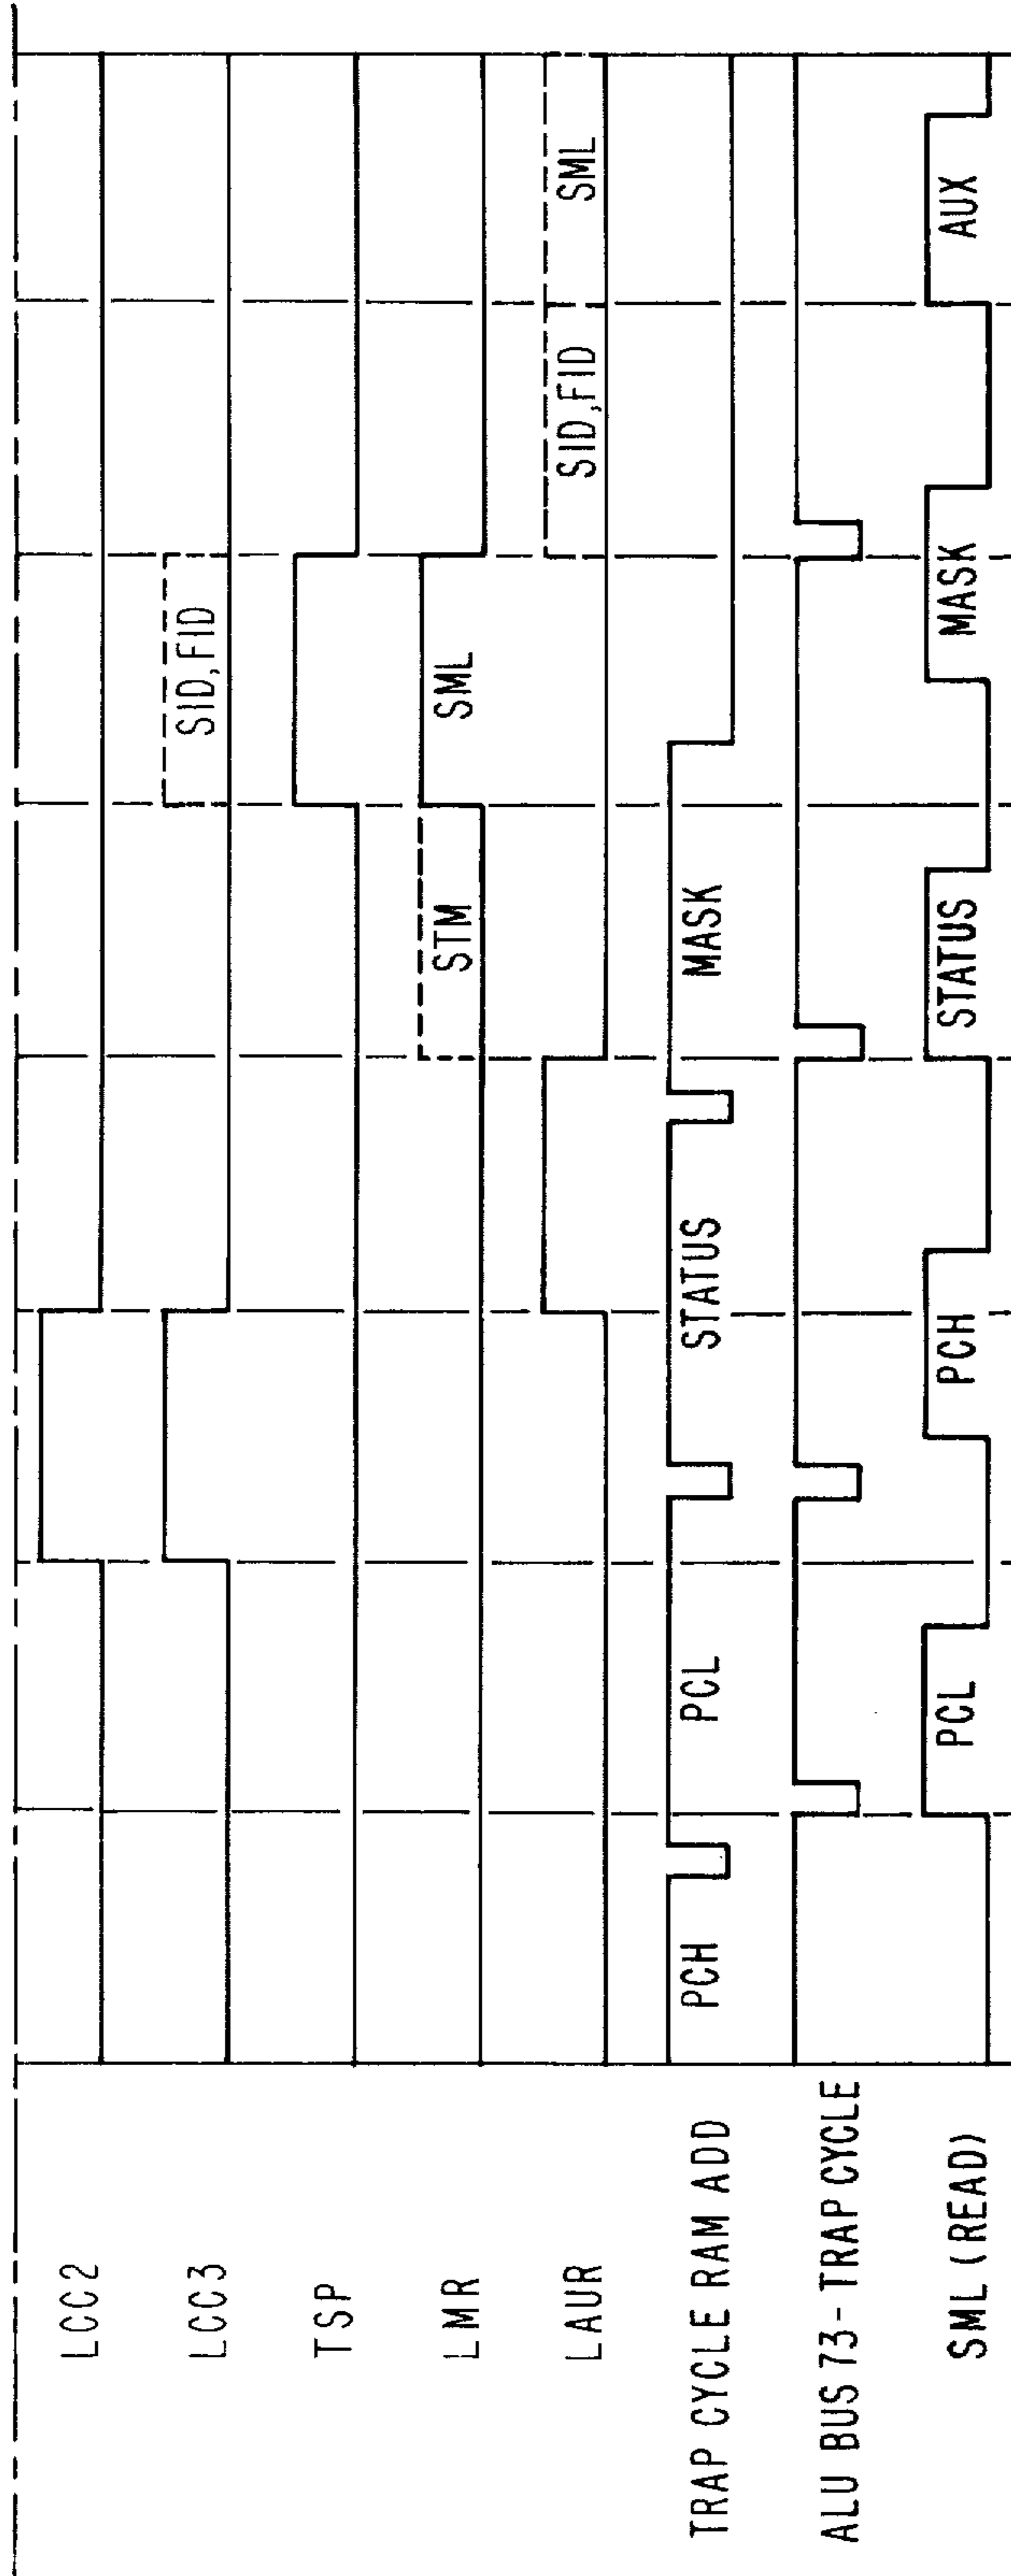 LCC2
LCC3
SID,FID
TSP
LMR
STM
SML
LAUR
SID,FID
SML
TRAP CYCLE RAM ADD
PCH
PCL
STATUS
MASK
ALU BUS 73-TRAP CYCLE
SML (READ)
PCL
PCH
STATUS
MASK
AUX